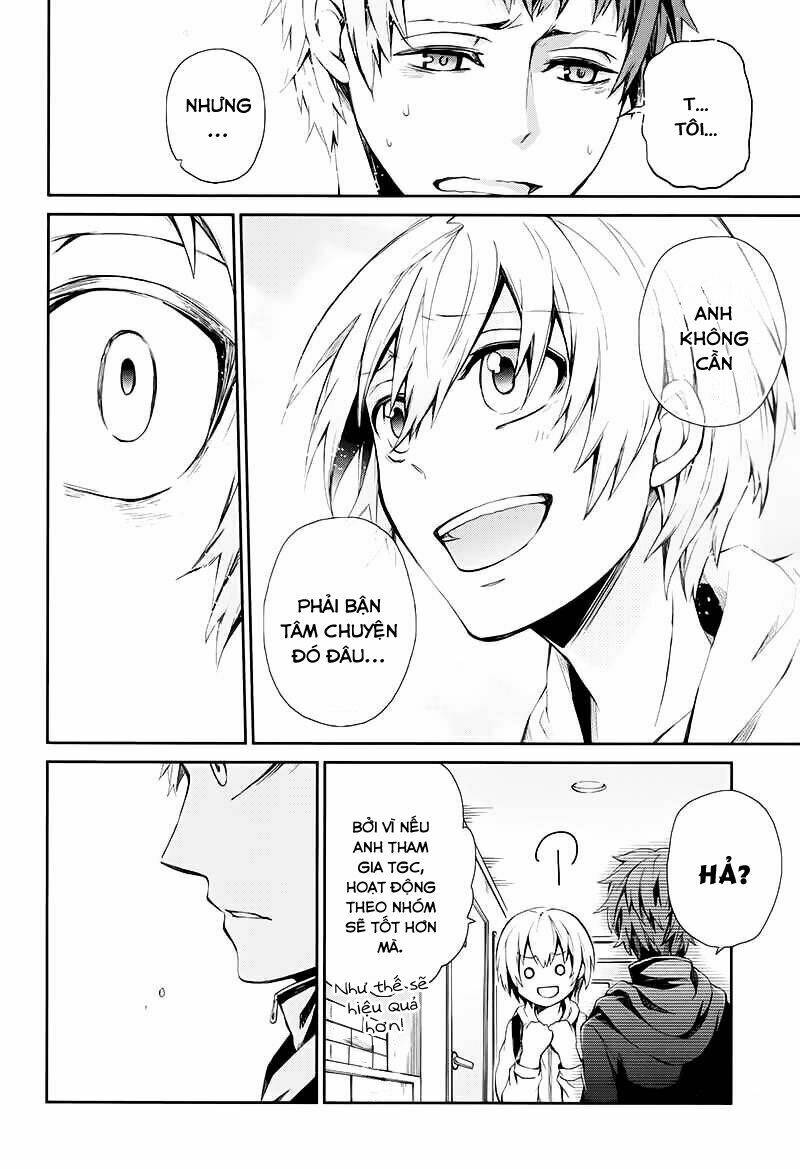 T...
TÔI...
NHƯNG
...
ANH
KHÔNG CẦN
PHẢI BẬN
TÂM CHUYỆN
ĐÓ ĐÂU...
HẢ?
BỞI VÌ NẾU
ANH THAM
GIA TGC,
HOẠT ĐỘNG
THEO NHÓM
SẼ TỐT HƠN
MÀ.
Như thế sẽ
hiệu quả
hơn!